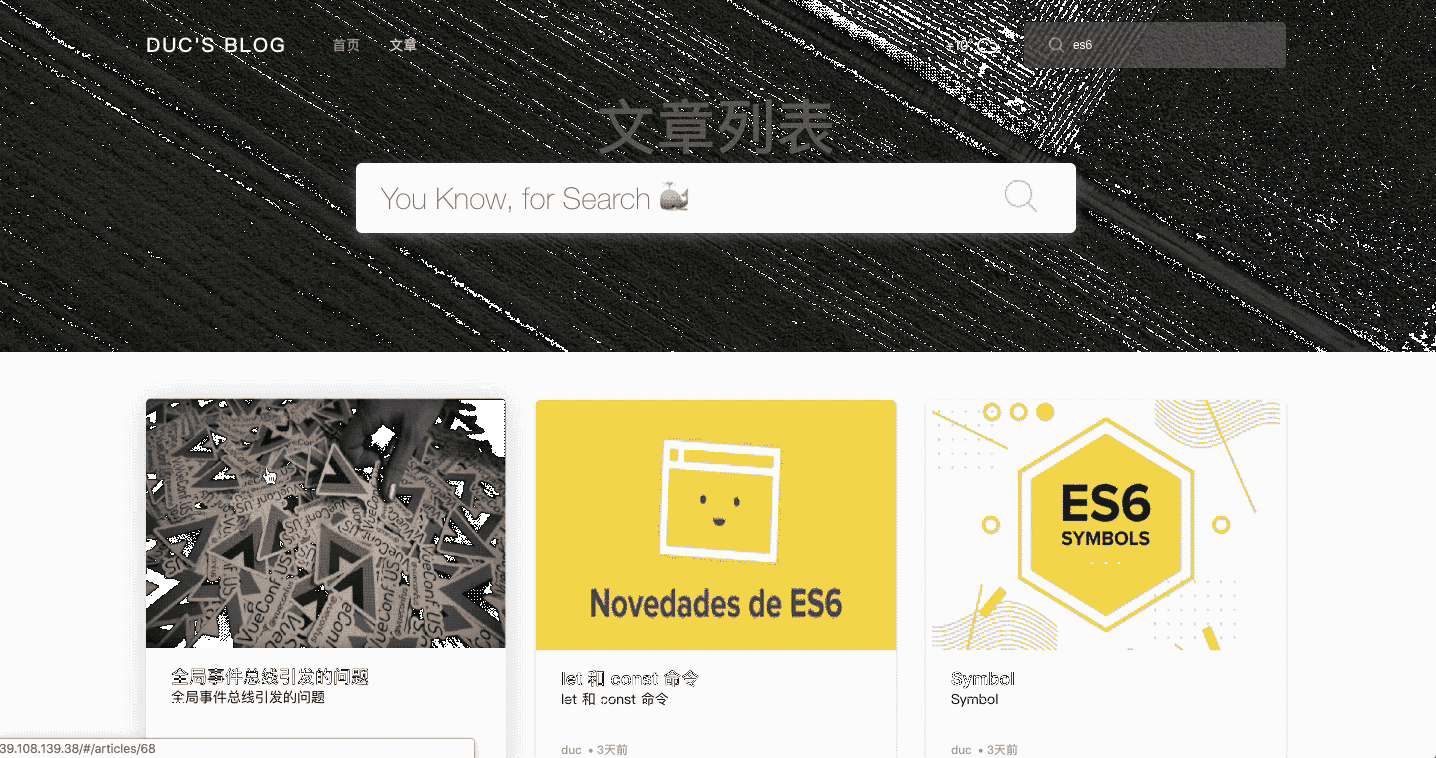 DUC'S BLOG
首页
文章
es6
文章列表
You Know, for Search
Novedades de ES6
ES6
SYMBOLS
全局事件总线引发的问题
全局事件总线引发的问题
let 和 const 命令
let 和 const 命令
Symbol
Symbol
duc • 3天前
duc • 3天前
39.108.139.38/#/articles/68